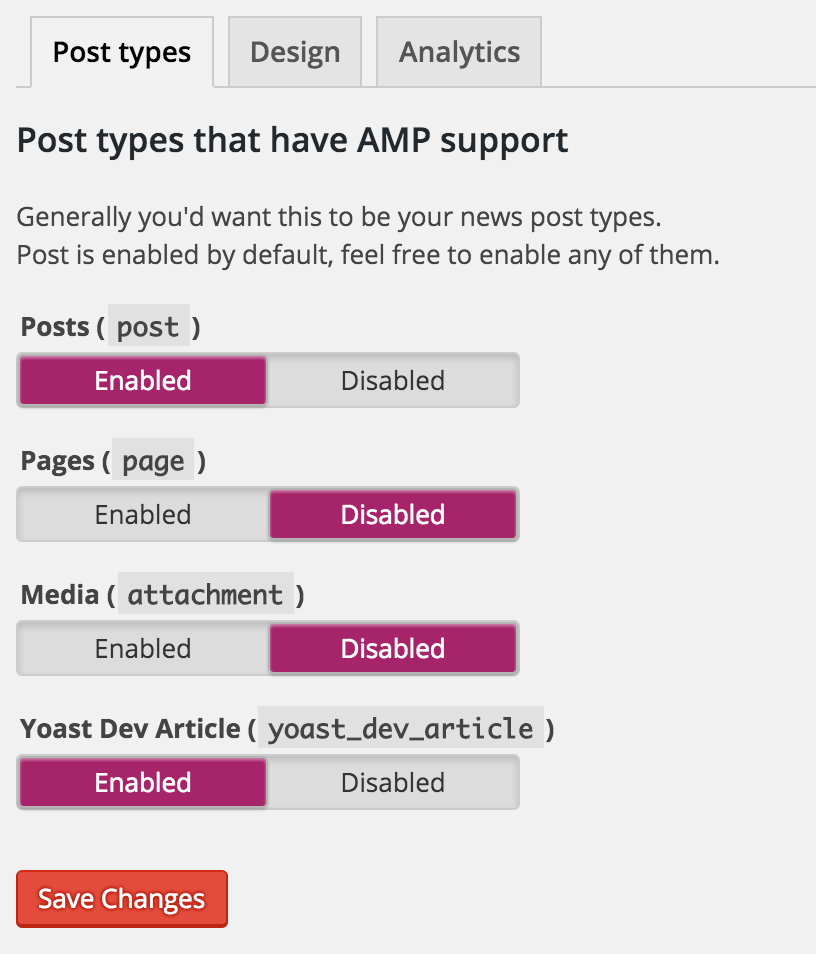 Post types Design Analytics
Post types that have AMP support
Generally you'd want this to be your news post types.
Post is enabled by default, feel free to enable any of them.
Posts ( post )
Enabled Disabled
Pages ( page )
Enabled Disabled
Media ( attachment )
Enabled Disabled
Yoast Dev Article ( yoast_dev_article )
Enabled Disabled
Save Changes